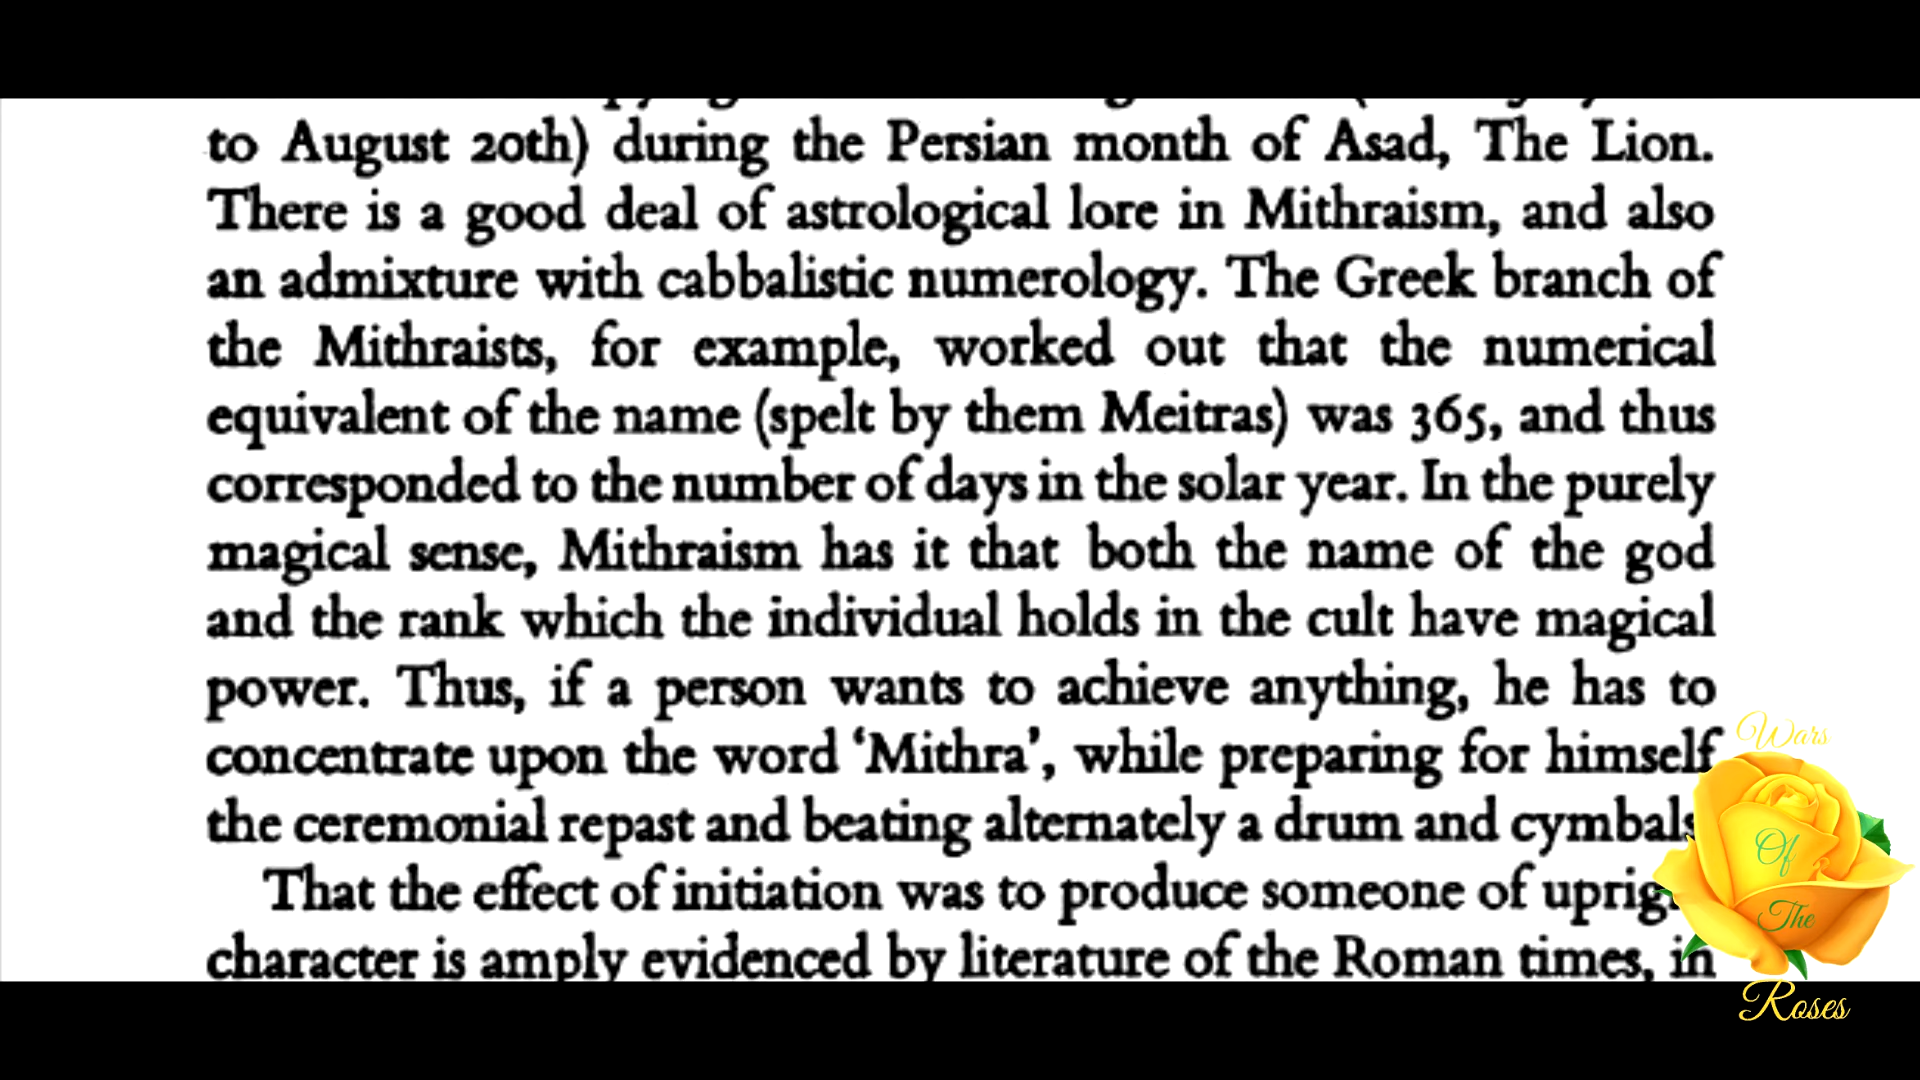 to August 20th) during the Persian month of Asad, The Lion.
There is a good deal of astrological lore in Mithraism, and also
an admixture with cabbalistic numerology. The Greek branch of
the Mithraists, for example, worked out that the numerical
equivalent of the name (spelt by them Meitras) was 365, and thus
corresponded to the number of days in the solar year. In the purely
magical sense, Mithraism has it that both the name of the god
and the rank which the individual holds in the cult have magical
power. Thus, if a person wants to achieve anything, he has to
concentrate upon the word ‘Mithra’, while preparing for himself
the ceremonial repast and beating alternately a drum and cymbals
That the effect of initiation was to produce someone of uprig
character is amply evidenced by literature of the Roman times, in
Wars
Of
The
Roses